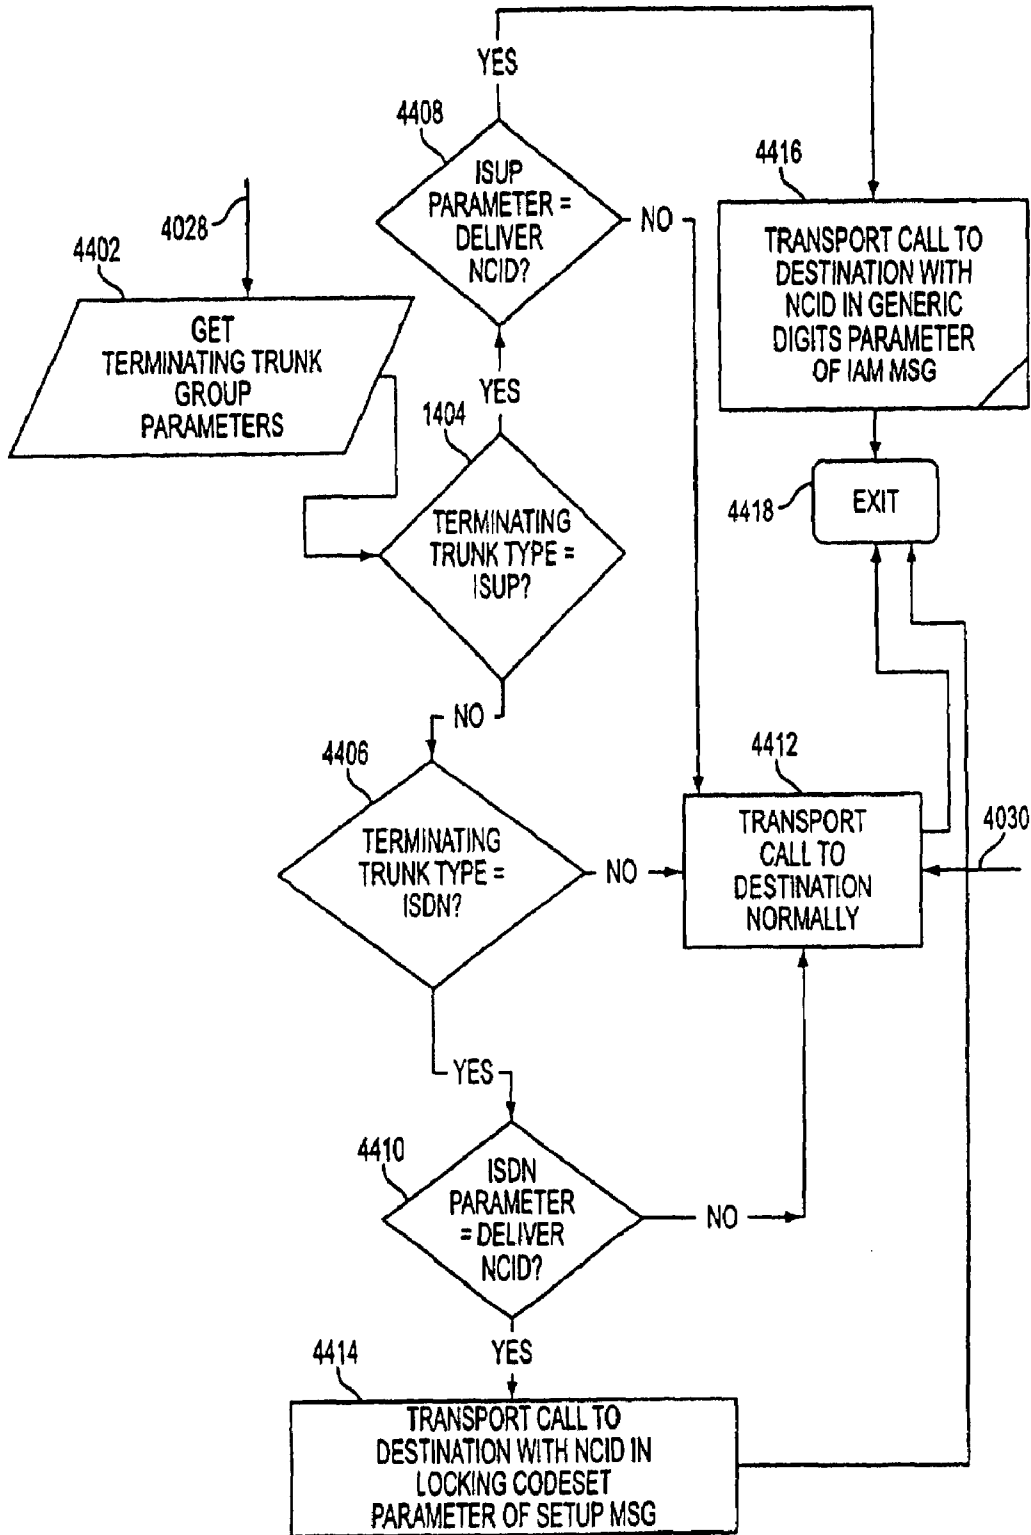 YES
4408
ISUP
PARAMETER =
DELIVER
NCID?
NO
4416
TRANSPORT CALL TO
DESTINATION WITH
NCID IN GENERIC
DIGITS PARAMETER
OF IAM MSG
4028
4402
GET
TERMINATING TRUNK
GROUP
PARAMETERS
YES
1404
TERMINATING
TRUNK TYPE =
ISUP?
4418
EXIT
NO
4406
TERMINATING
TRUNK TYPE =
ISDN?
NO
4412
TRANSPORT
CALL TO
DESTINATION
NORMALLY
4030
YES
4410
ISDN
PARAMETER
= DELIVER
NCID?
NO
YES
4414
TRANSPORT CALL TO
DESTINATION WITH NCID IN
LOCKING CODESET
PARAMETER OF SETUP MSG